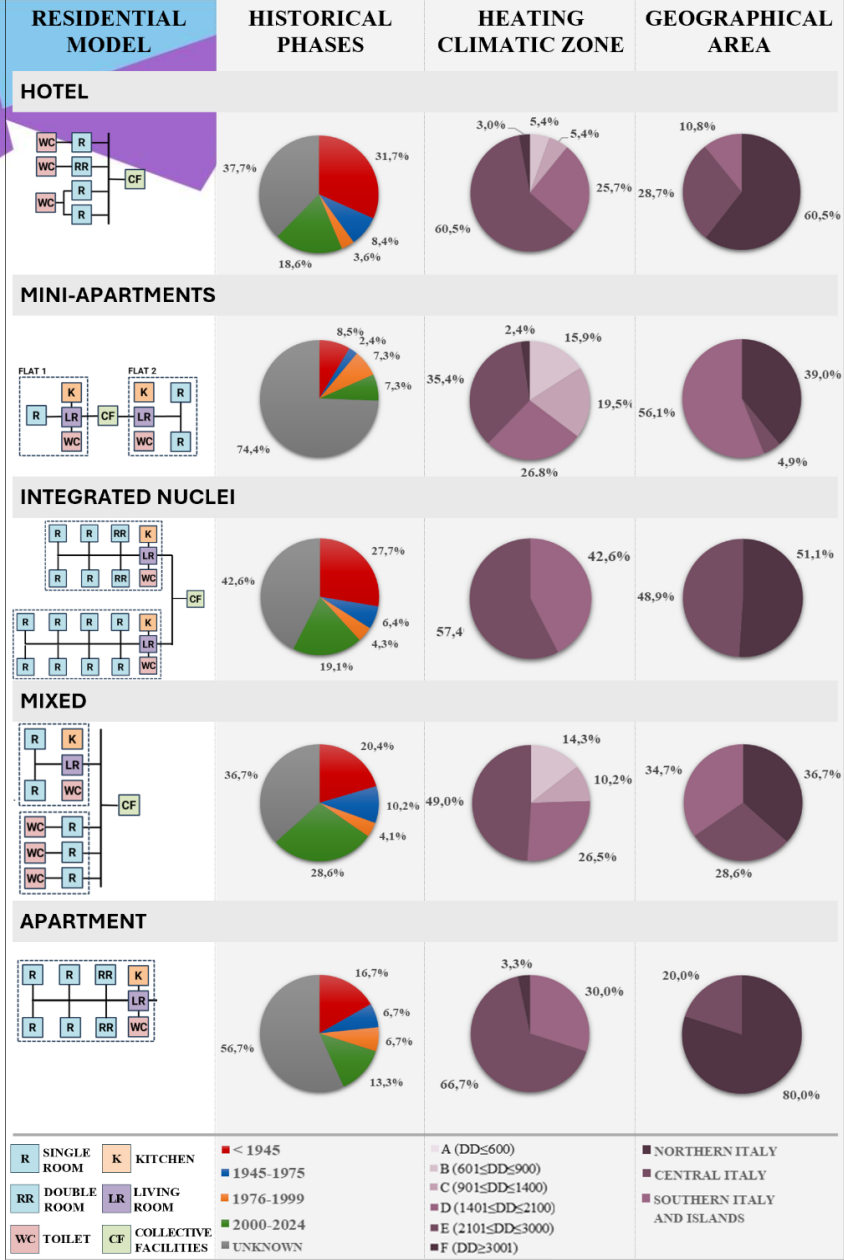 RESIDENTIAL MODEL
HISTORICAL PHASES
HEATING CLIMATIC ZONE
GEOGRAPHICAL AREA
HOTEL
WC R
WC RR
R
WC
R
CF
37,7%
31,7%
8,4%
3,6%
18,6%
3,0%
5,4%
5,4%
25,7%
60,5%
10,8%
28,7%
60,5%
MINI-APARTMENTS
FLAT 1
FLAT 2
K K R
R LR CF LR
WC WC R
8,5%
2,4%
7,3%
7,3%
74,4%
2,4%
15,9%
35,4%
19,5%
26,8%
39,0%
56,1%
4,9%
INTEGRATED NUCLEI
R R RR K
LR
R R RR WC
CF
R R R R K
LR
R R R R WC
27,7%
42,6%
6,4%
4,3%
19,1%
42,6%
57,4
51,1%
48,9%
MIXED
R K
LR
R WC
CF
WC R
WC R
WC R
20,4%
36,7%
10,2%
4,1%
28,6%
14,3%
10,2%
49,0%
26,5%
34,7%
36,7%
28,6%
APARTMENT
R R RR K
LR
R R RR WC
16,7%
6,7%
6,7%
56,7%
13,3%
3,3%
30,0%
66,7%
20,0%
80,0%
R SINGLE ROOM
K KITCHEN
RR DOUBLE ROOM
LR LIVING ROOM
WC TOILET
CF COLLECTIVE FACILITIES
< 1945
1945-1975
1976-1999
2000-2024
UNKNOWN
A (DD≤600)
B (601≤DD≤900)
C (901≤DD≤1400)
D (1401≤DD≤2100)
E (2101≤DD≤3000)
F (DD≥3001)
NORTHERN ITALY
CENTRAL ITALY
SOUTHERN ITALY
AND ISLANDS